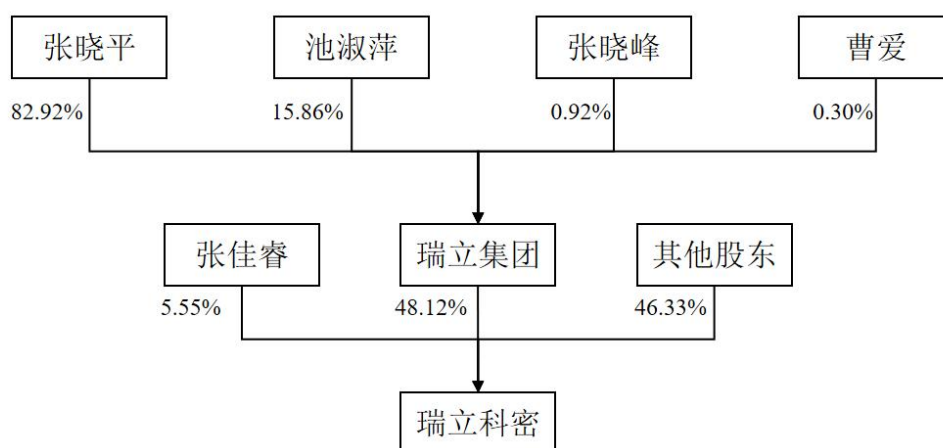 张晓平
池淑萍
张晓峰
曹爱
82.92%
15.86%
0.92%
0.30%
张佳睿
瑞立集团
其他股东
5.55%
48.12%
46.33%
瑞立科密